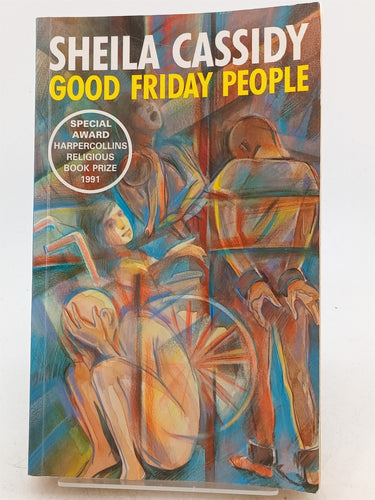 SHEILA CASSIDY
GOOD FRIDAY PEOPLE
SPECIAL
AWARD
HARPERCOLLINS
RELIGIOUS
BOOK PRIZE
1991